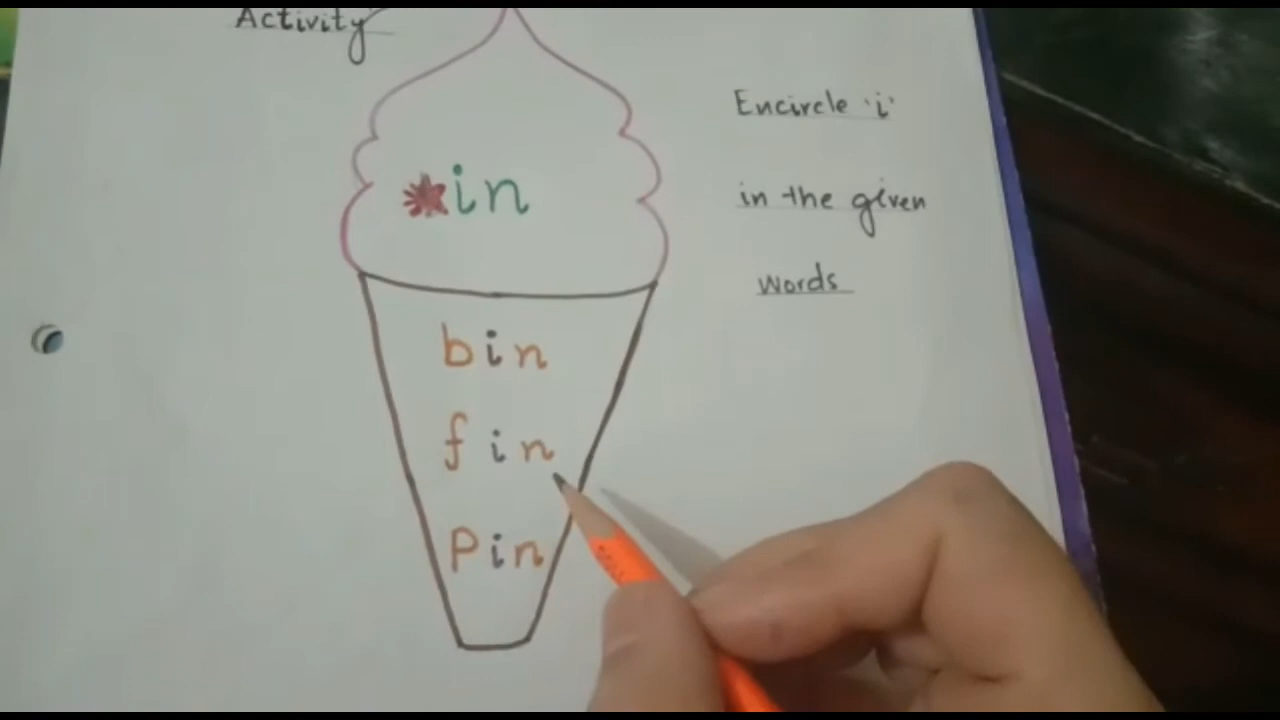 Activity
in
bin
fin
Pin
Encircle 'i'
in the given
words